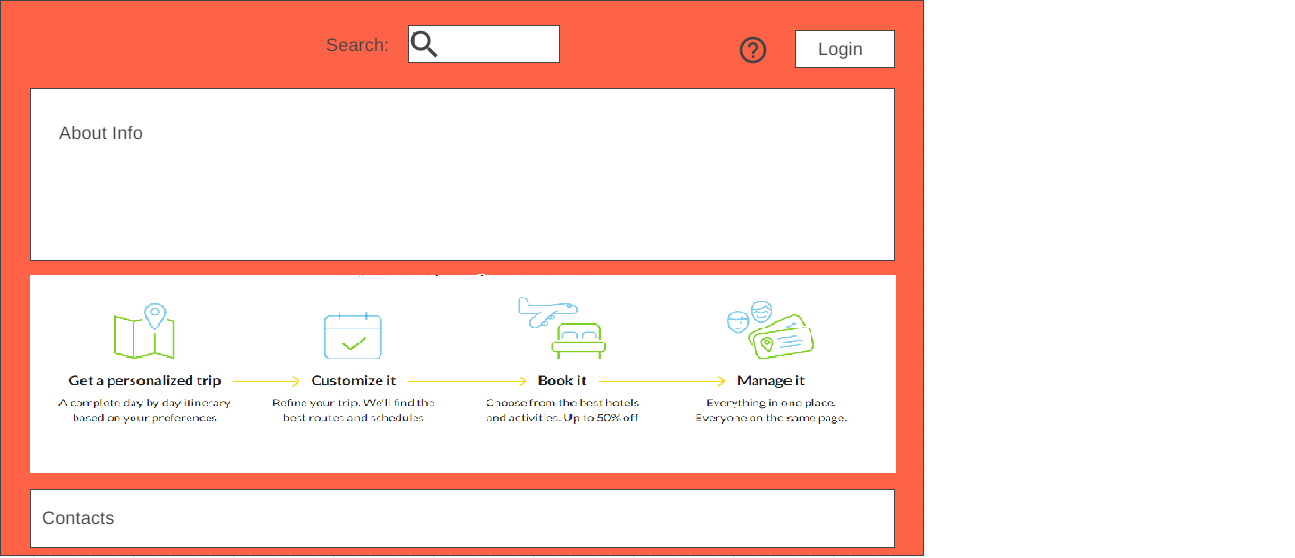 Search:
Login
About Info
Get a personalized trip
Customize it
Book it
Manage it
A complete day by day itinerary
based on your preferences
Refine your trip. We'll find the
best routes and schedules
Choose from the best hotels
and activities. Up to 50% off
Everything in one place.
Everyone on the same page.
Contacts